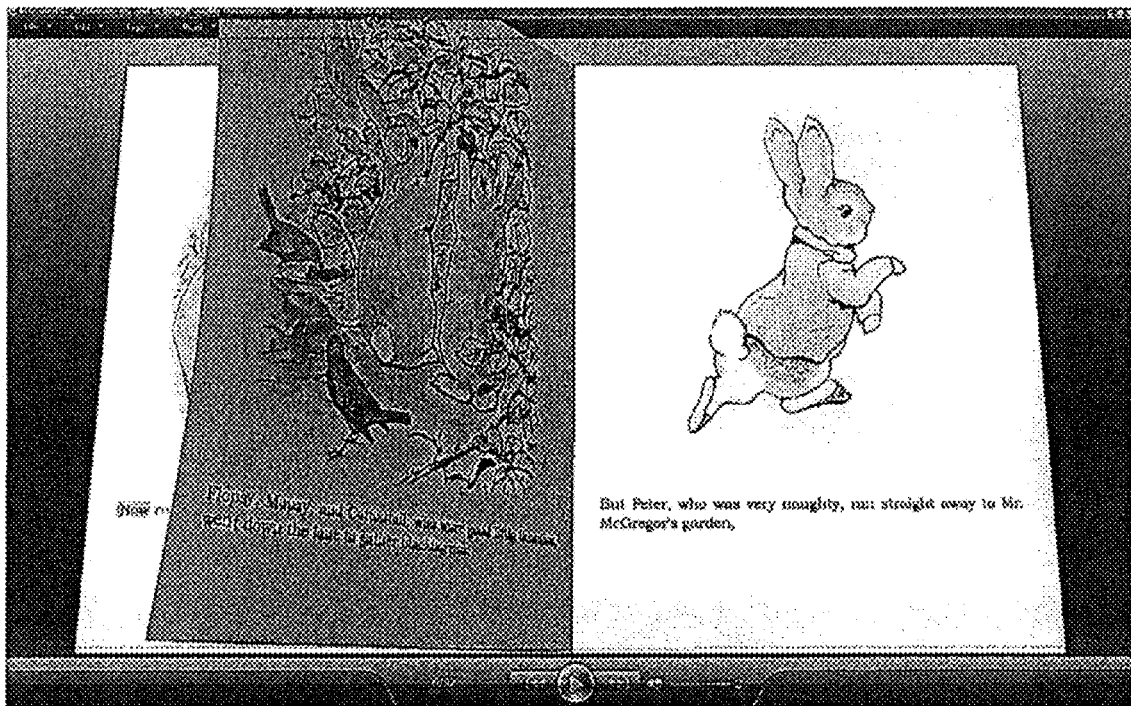 Now
Flopsy, Mopsy, and Cottontail, who were good little bunnies,
went down the lane to gather blackberries
But Peter, who was very naughty, ran straight away to Mr.
McGregor's garden,